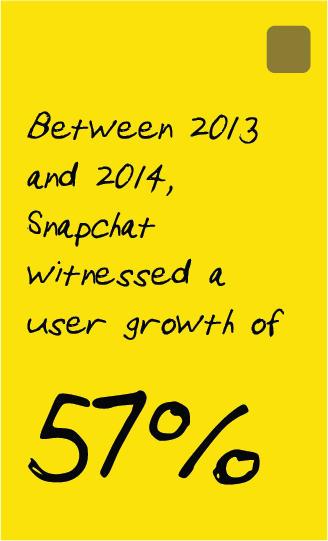 Between 2013
and 2014,
Snapchat
witnessed a
user growth of
57%